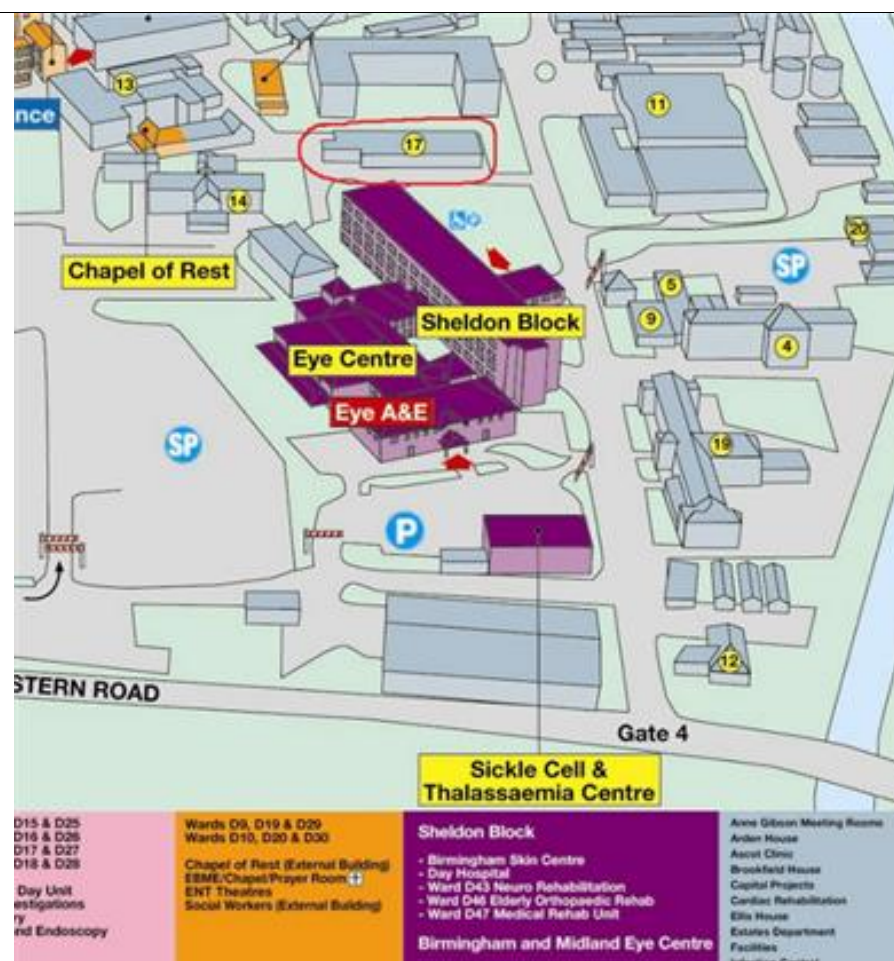 13
11
nce
17
14
20
Chapel of Rest
SP
5
Sheldon Block
9
4
Eye Centre
Eye A&E
SP
19
P
12
STERN ROAD
Gate 4
Sickle Cell &
Thalassaemia Centre
D15 & D25
D16 & D26
D17 & D27
D18 & D28
Day Unit
estigations
ry
nd Endoscopy
Wards D9, D19 & D29
Wards D10, D20 & D30
Chapel of Rest (External Building)
EBME/Chapel/Prayer Room
ENT Theatres
Social Workers (External Building)
Sheldon Block
- Birmingham Skin Centre
- Day Hospital
- Ward D43 Neuro Rehabilitation
- Ward D46 Elderly Orthopaedic Rehab
- Ward D47 Medical Rehab Unit
Birmingham and Midland Eye Centre
Anne Gibson Meeting Rooms
Arden House
Ascot Clinic
Brookfield House
Capital Projects
Cardiac Rehabilitation
Ellis House
Estates Department
Facilities
Infection Control